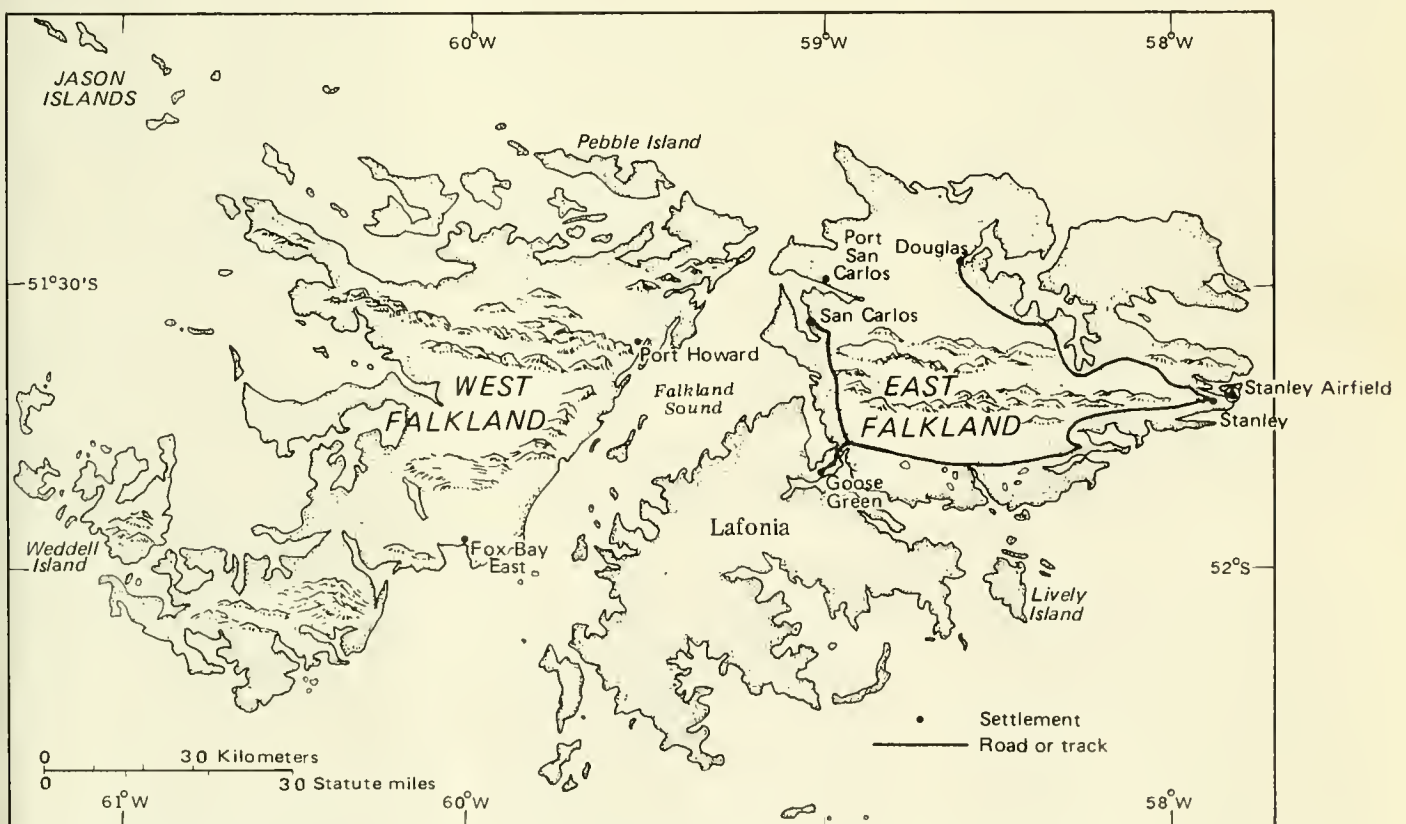 60°W
59°W
58°W
JASON
ISLANDS
Pebble Island
Port
San
Carlos
Douglas
51°30'S
San Carlos
Port Howard
WEST
FALKLAND
Falkland
Sound
EAST
FALKLAND
Stanley Airfield
Stanley
Goose
Green
Lafonia
Weddell
Island
Fox Bay
East
52°S
Lively
Island
Settlement
Road or track
0 30 Kilometers
0 30 Statute miles
61°W
60°W
58°W